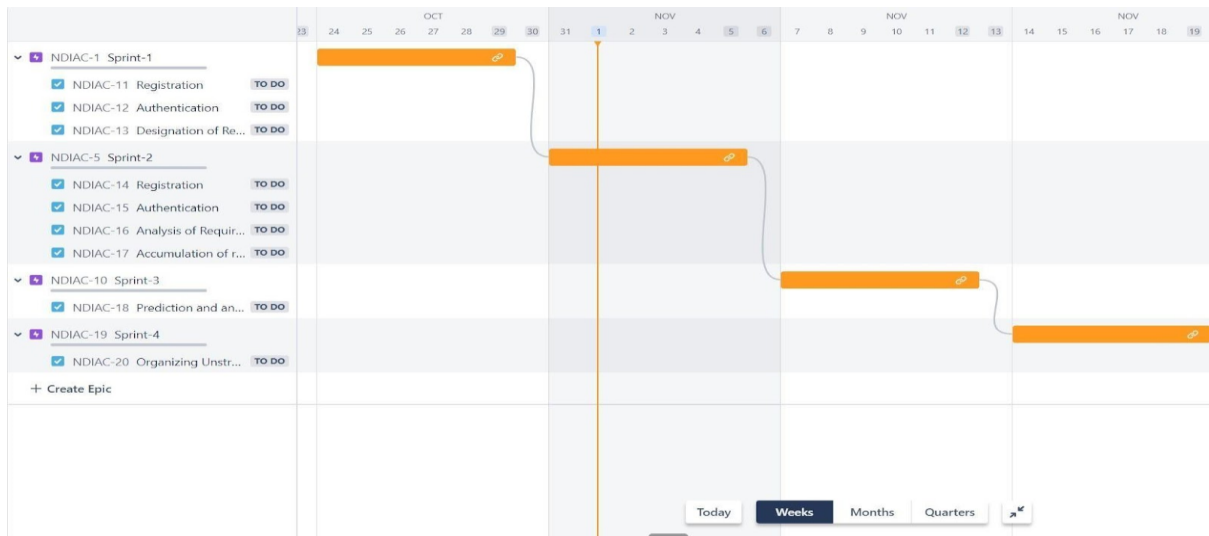 OCT NOV NOV NOV
23 24 25 26 27 28 29 30 31 1 2 3 4 5 6 7 8 9 10 11 12 13 14 15 16 17 18 19
NDIAC-1 Sprint-1
NDIAC-11 Registration TO DO
NDIAC-12 Authentication TO DO
NDIAC-13 Designation of Re... TO DO
NDIAC-5 Sprint-2
NDIAC-14 Registration TO DO
NDIAC-15 Authentication TO DO
NDIAC-16 Analysis of Requir... TO DO
NDIAC-17 Accumulation of r... TO DO
NDIAC-10 Sprint-3
NDIAC-18 Prediction and an... TO DO
NDIAC-19 Sprint-4
NDIAC-20 Organizing Unstr... TO DO
+ Create Epic
Today Weeks Months Quarters